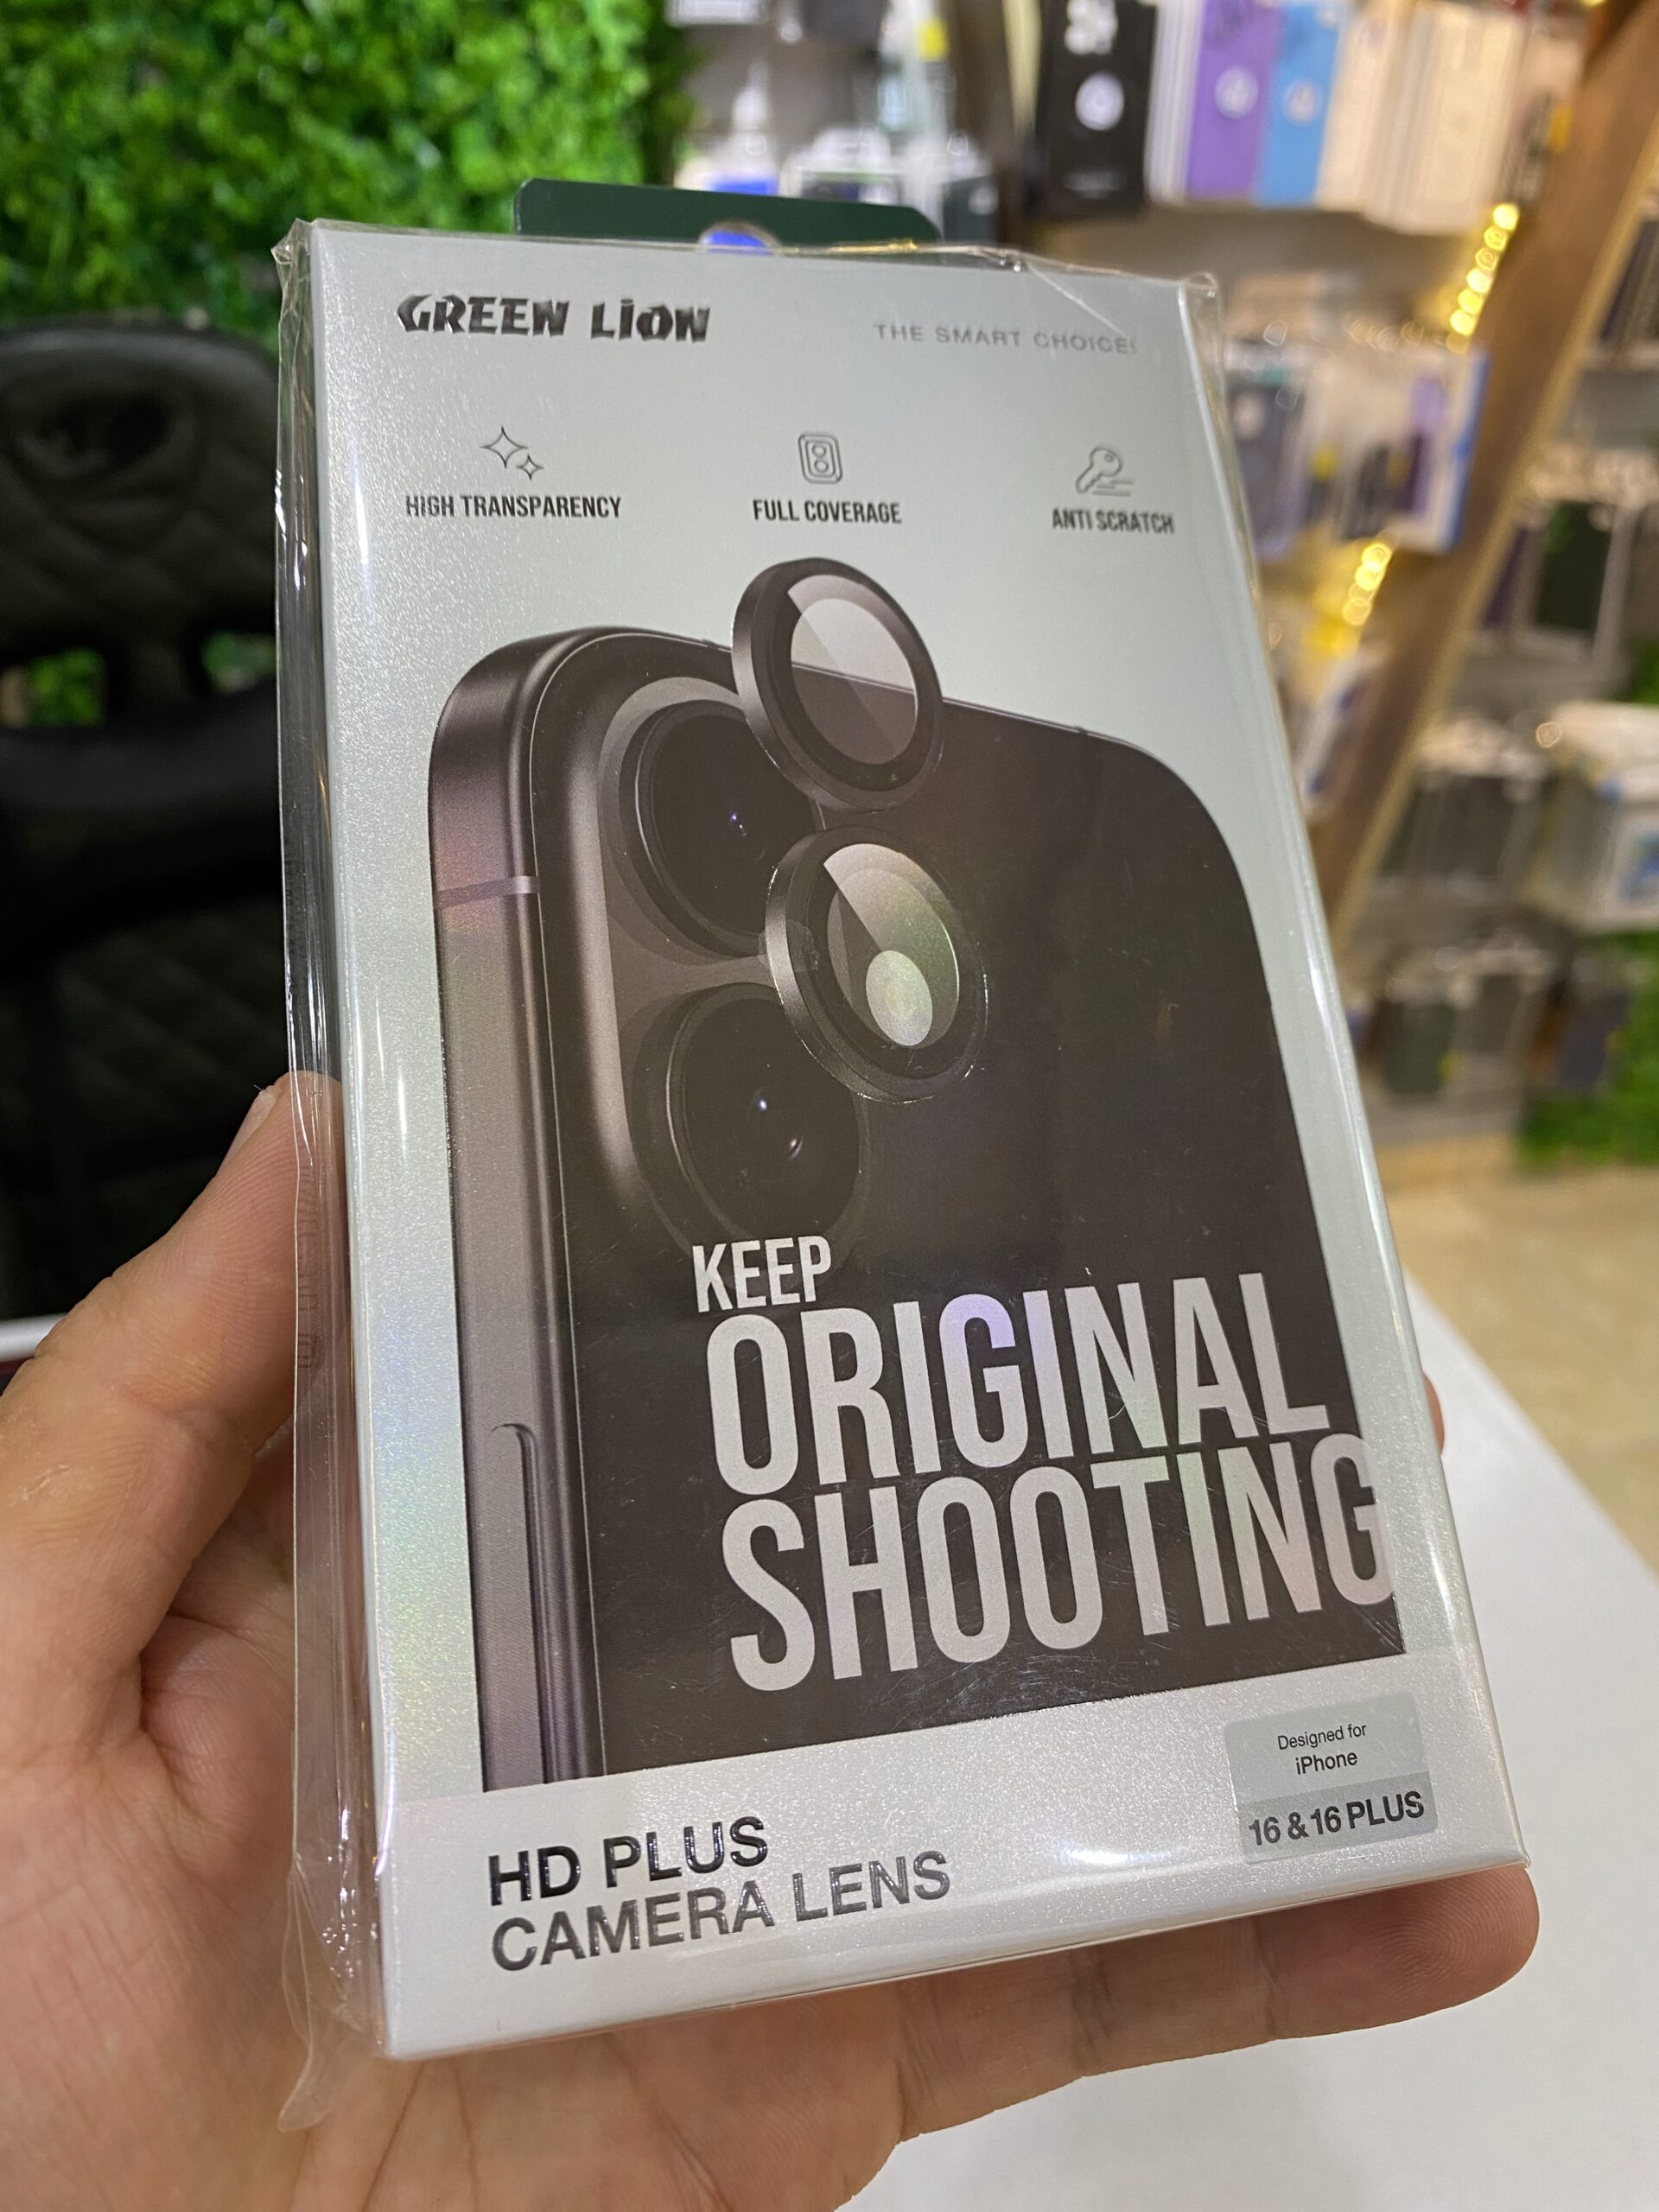 GREEN LION
THE SMART CHOICE!
HIGH TRANSPARENCY
FULL COVERAGE
ANTI SCRATCH
KEEP
ORIGINAL
SHOOTING
Designed for
iPhone
16 & 16 PLUS
HD PLUS
CAMERA LENS